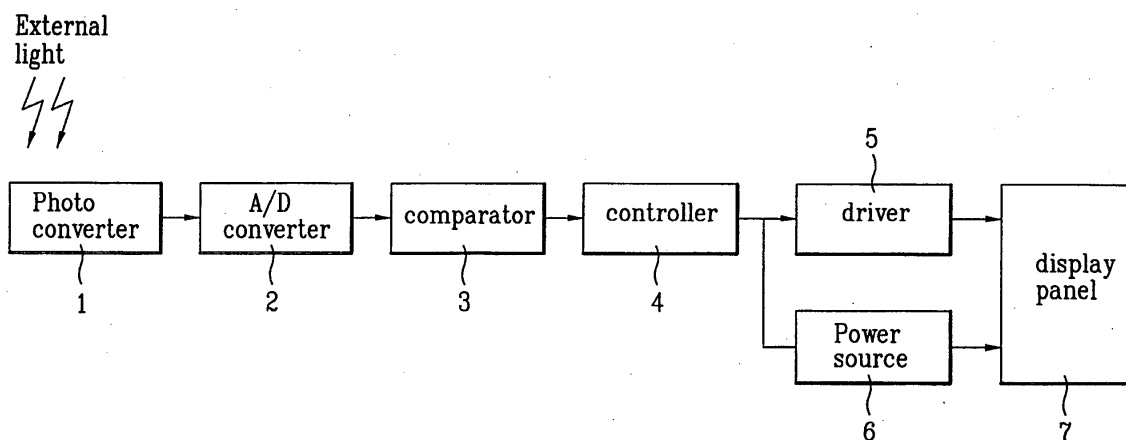 External
light
Photo
converter
1
A/D
converter
2
comparator
3
controller
4
driver
5
Power
source
6
display
panel
7